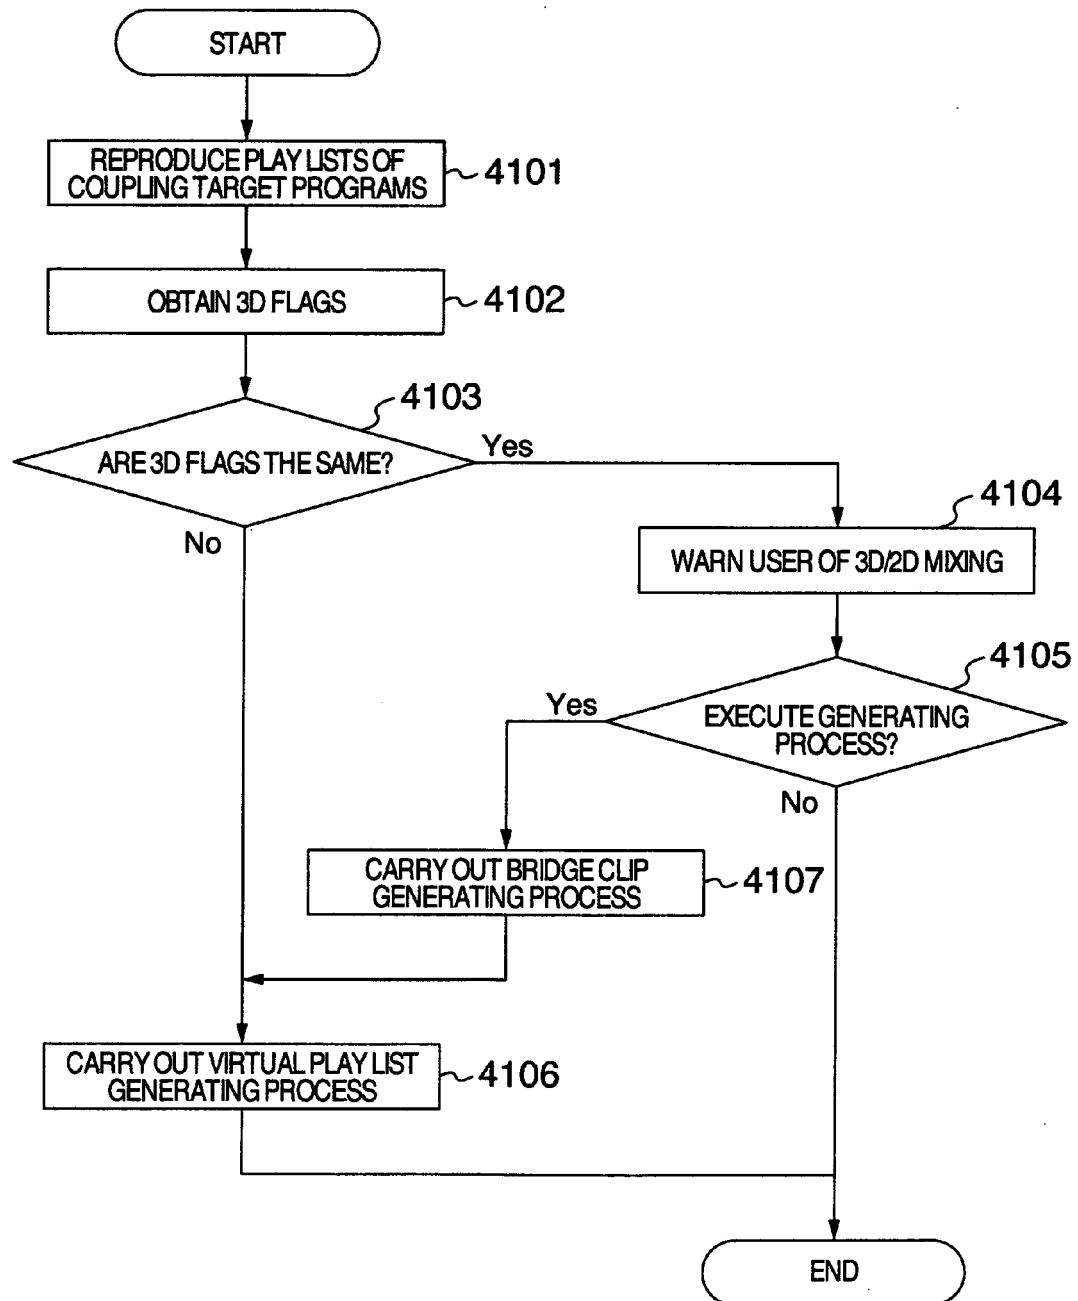 START
REPRODUCE PLAY LISTS OF
COUPLING TARGET PROGRAMS
4101
OBTAIN 3D FLAGS
4102
4103
ARE 3D FLAGS THE SAME?
Yes
No
4104
WARN USER OF 3D/2D MIXING
4105
EXECUTE GENERATING
PROCESS?
Yes
No
CARRY OUT BRIDGE CLIP
GENERATING PROCESS
4107
CARRY OUT VIRTUAL PLAY LIST
GENERATING PROCESS
4106
END